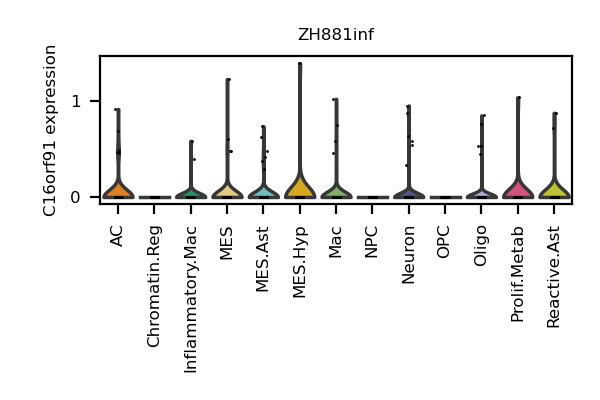 ZH881inf
C16orf91 expression
1
0
AC
Chromatin.Reg
Inflammatory.Mac
MES
MES.Ast
MES.Hyp
Mac
NPC
Neuron
OPC
Oligo
Prolif.Metab
Reactive.Ast